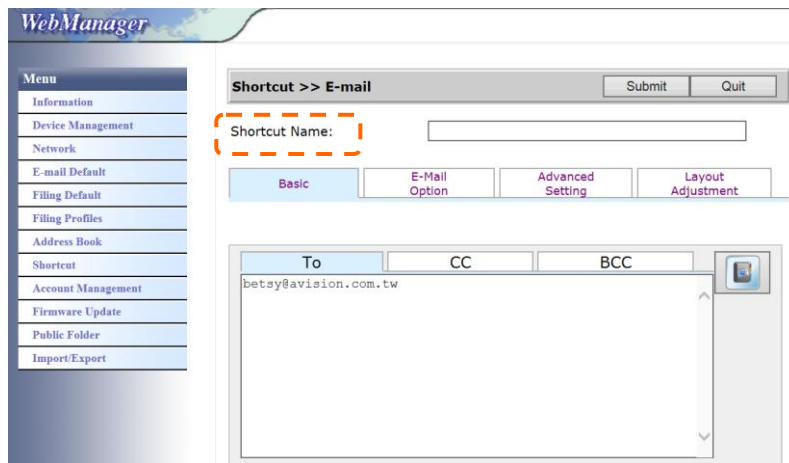 WebManager
Menu
Information
Device Management
Network
E-mail Default
Filing Default
Filing Profiles
Address Book
Shortcut
Account Management
Firmware Update
Public Folder
Import/Export
Shortcut >> E-mail
Submit
Quit
Shortcut Name:
Basic
E-Mail
Option
Advanced
Setting
Layout
Adjustment
To
CC
BCC
betsy@avision.com.tw